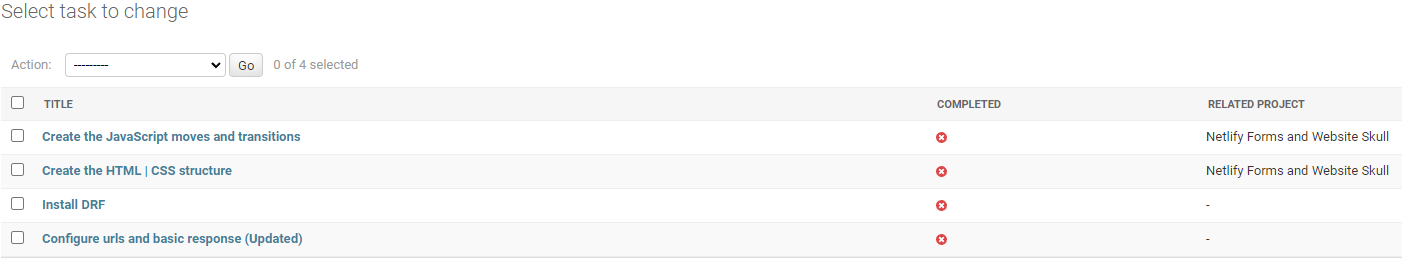 Select task to change
Action: --------- Go 0 of 4 selected
TITLE COMPLETED RELATED PROJECT
Create the JavaScript moves and transitions Netlify Forms and Website Skull
Create the HTML | CSS structure Netlify Forms and Website Skull
Install DRF -
Configure urls and basic response (Updated) -